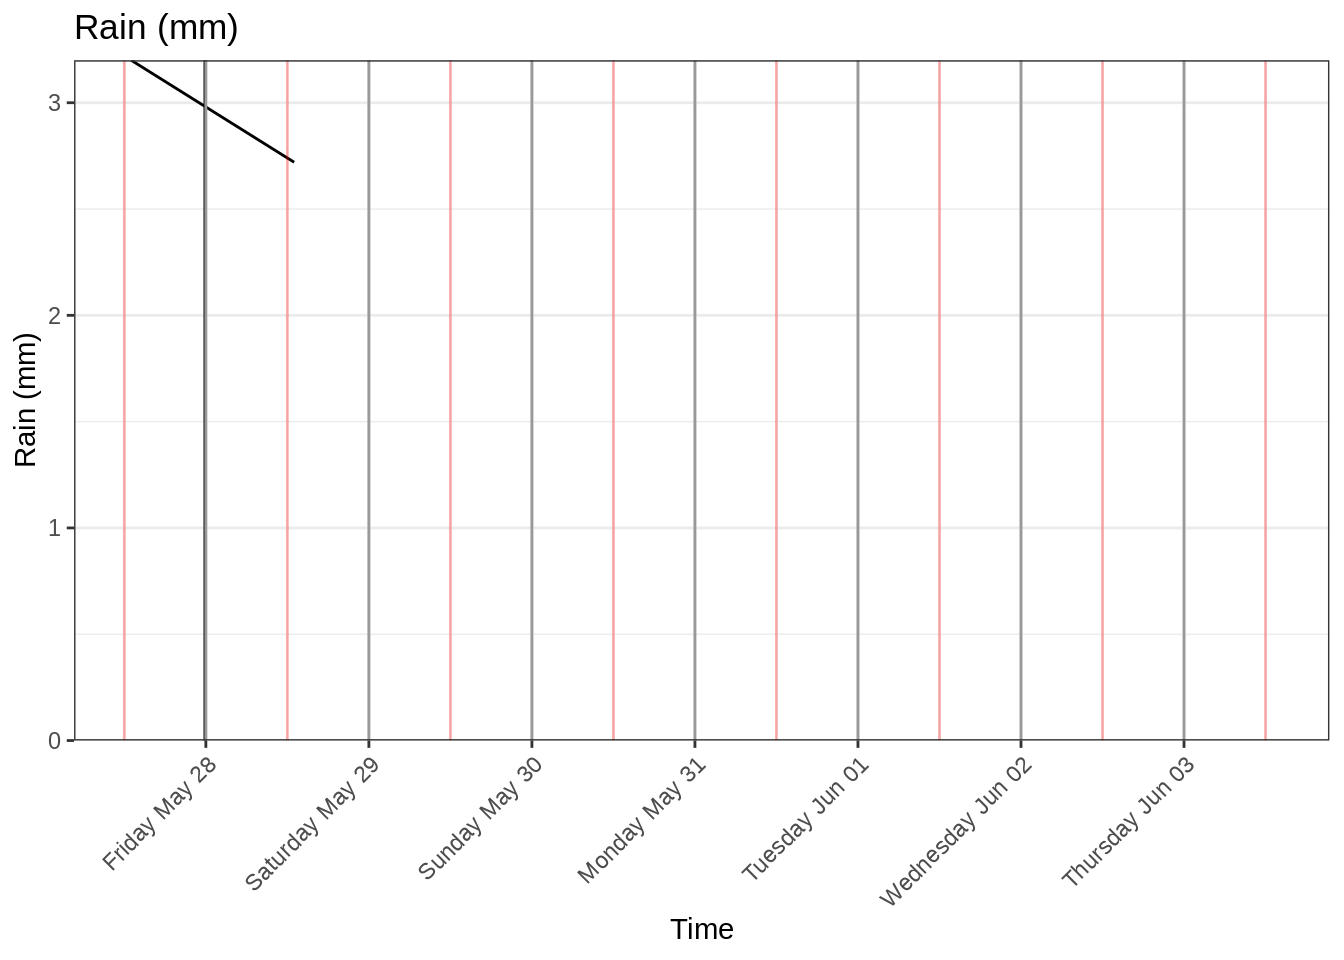 Rain (mm)
Rain (mm)
3
2
1
0
Friday May 28
Saturday May 29
Sunday May 30
Monday May 31
Tuesday Jun 01
Wednesday Jun 02
Thursday Jun 03
Time